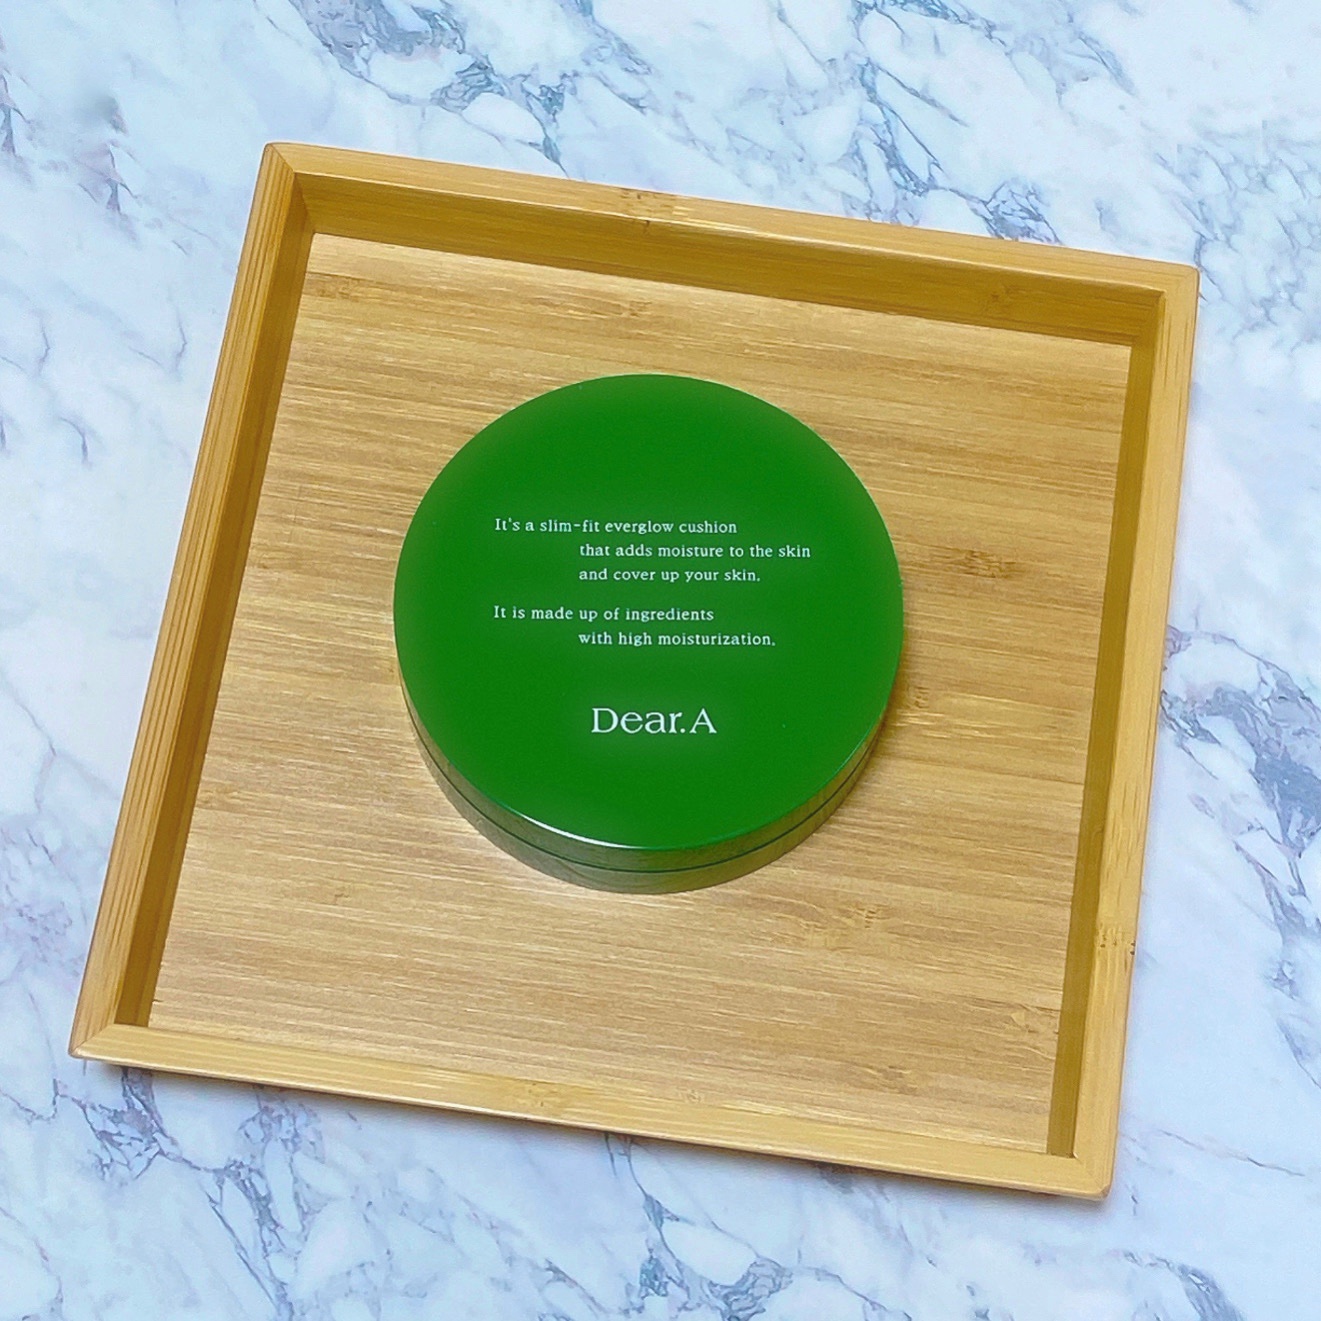 It's a slim-fit everglow cushion
that adds moisture to the skin
and cover up your skin.
It is made up of ingredients
with high moisturization.
Dear.A